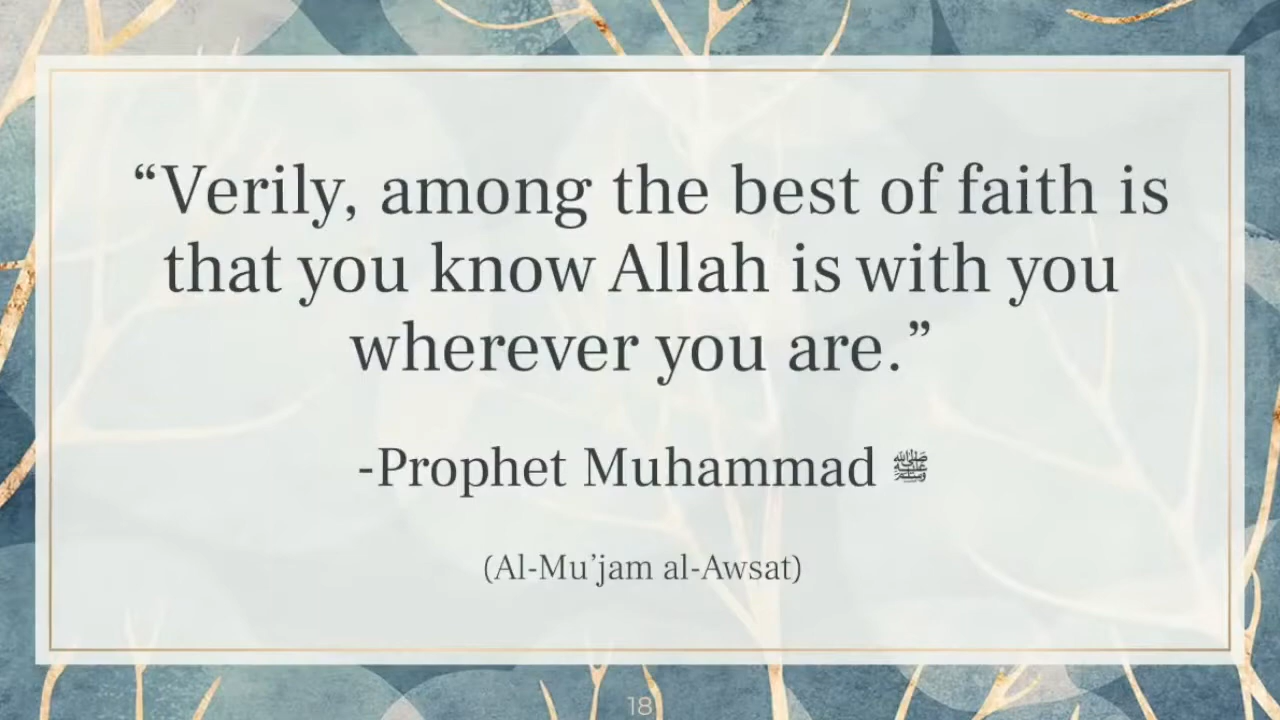 “Verily, among the best of faith is
that you know Allah is with you
wherever you are.”
-Prophet Muhammad ﷺ
(Al-Mu’jam al-Awsat)
18